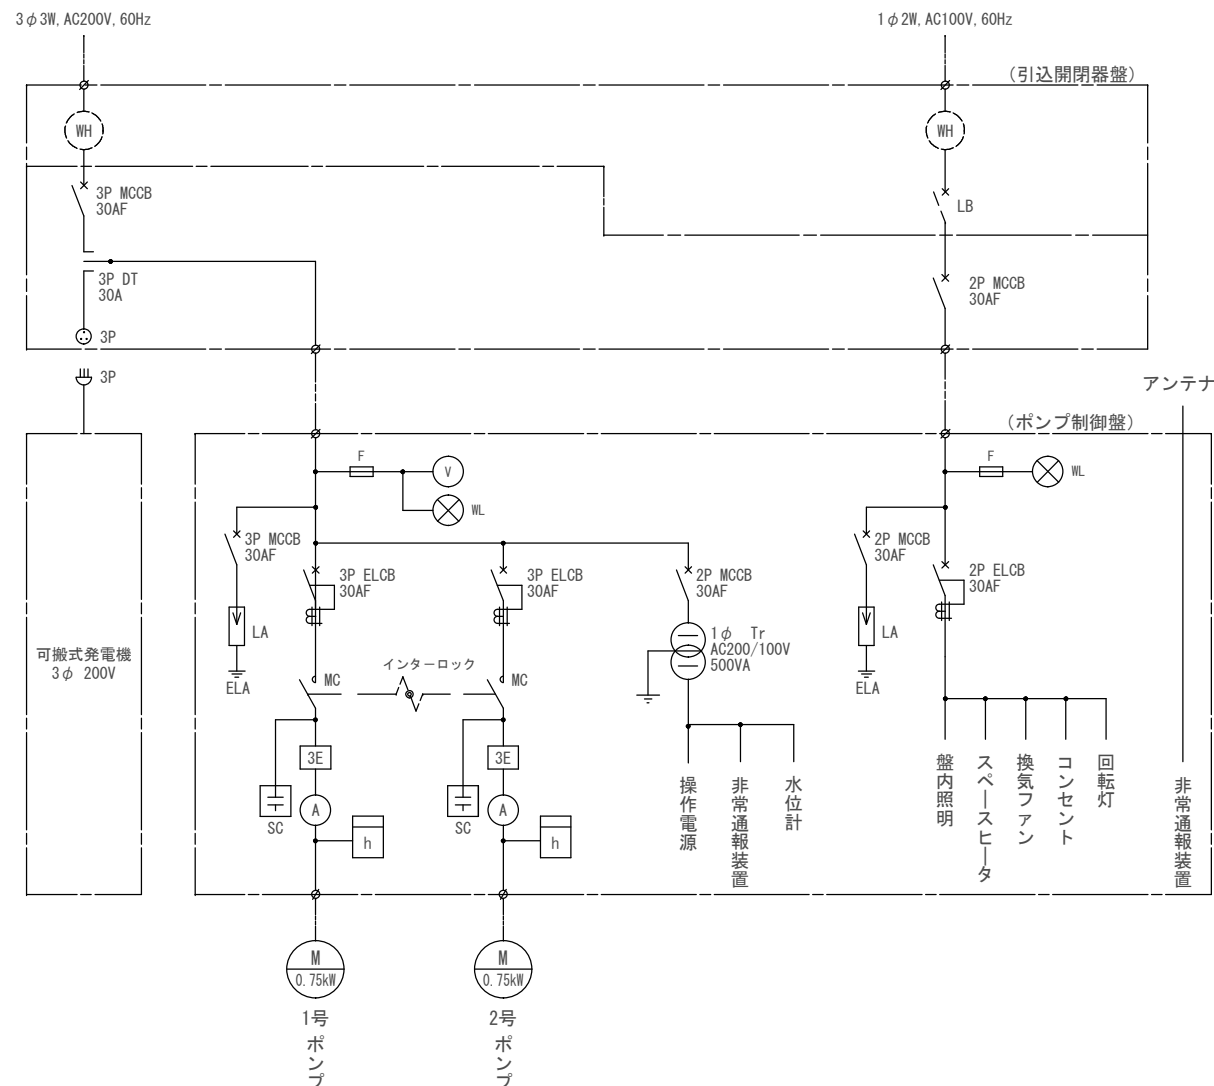 3φ3W, AC200V, 60Hz
1φ2W, AC100V, 60Hz
(引込開閉器盤)
WH
WH
3P MCCB
30AF
LB
3P DT
30A
2P MCCB
30AF
3P
3P
アンテナ
(ポンプ制御盤)
F
V
WL
F
WL
3P MCCB
30AF
3P ELCB
30AF
3P ELCB
30AF
2P MCCB
30AF
2P MCCB
30AF
2P ELCB
30AF
LA
ELA
1φ Tr
AC200/100V
500VA
LA
ELA
可搬式発電機
3φ 200V
インターロック
MC
MC
3E
3E
SC
A
SC
A
h
h
操作電源
非常通報装置
水位計
盤内照明
スペースヒータ
換気ファン
コンセント
回転灯
非常通報装置
M
0.75kW
M
0.75kW
1号
ポンプ
2号
ポンプ